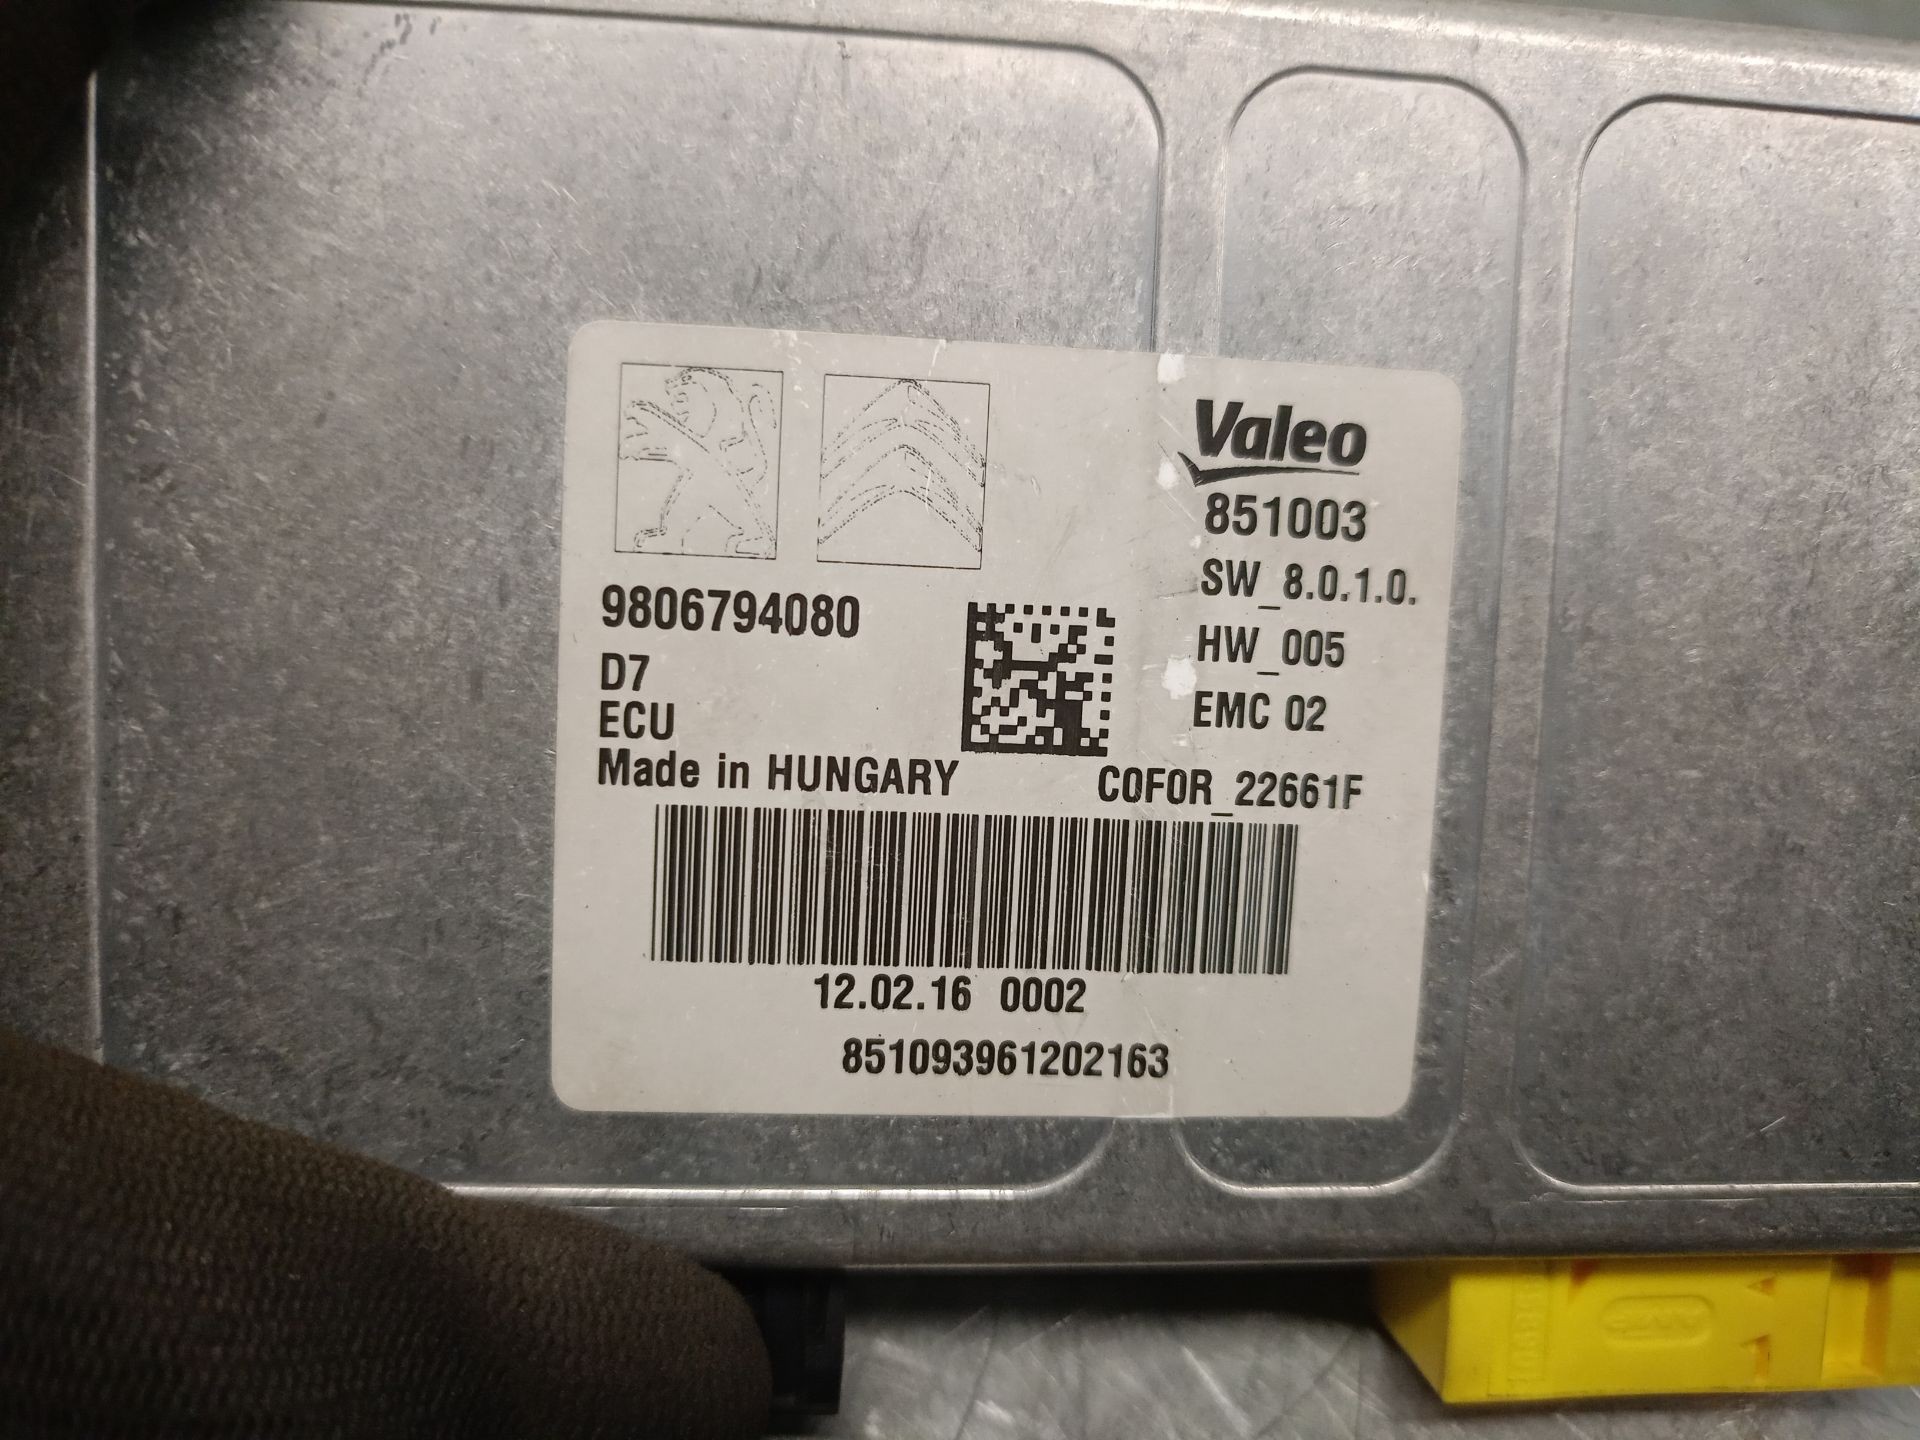 Valeo
851003
SW_8.0.1.0.
9806794080
HW_005
D7
EMC 02
ECU
Made in HUNGARY
COFOR_22661F
12.02.16 0002
851093961202163